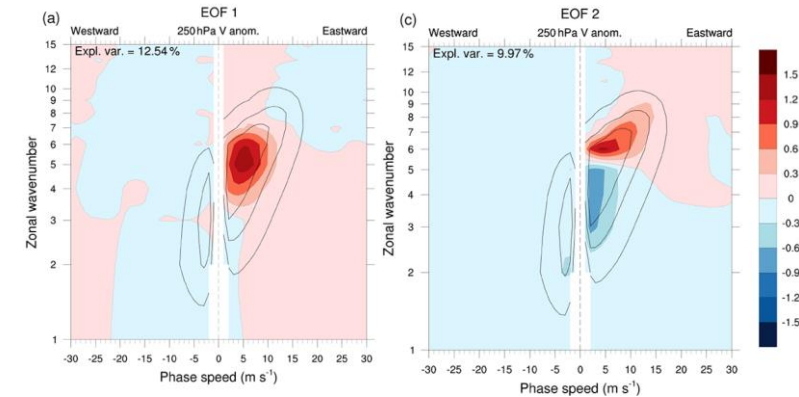 (a)
EOF 1
Westward 250 hPa V anom. Eastward
Expl. var. = 12.54 %
15
12
10
9
8
7
6
5
4
3
2
1
Zonal wavenumber
-30 -25 -20 -15 -10 -5 0 5 10 15 20 25 30
Phase speed (m s-1)
(c)
EOF 2
Westward 250 hPa V anom. Eastward
Expl. var. = 9.97 %
15
12
10
9
8
7
6
5
4
3
2
1
Zonal wavenumber
-30 -25 -20 -15 -10 -5 0 5 10 15 20 25 30
Phase speed (m s-1)
1.5
1.2
0.9
0.6
0.3
0
-0.3
-0.6
-0.9
-1.2
-1.5